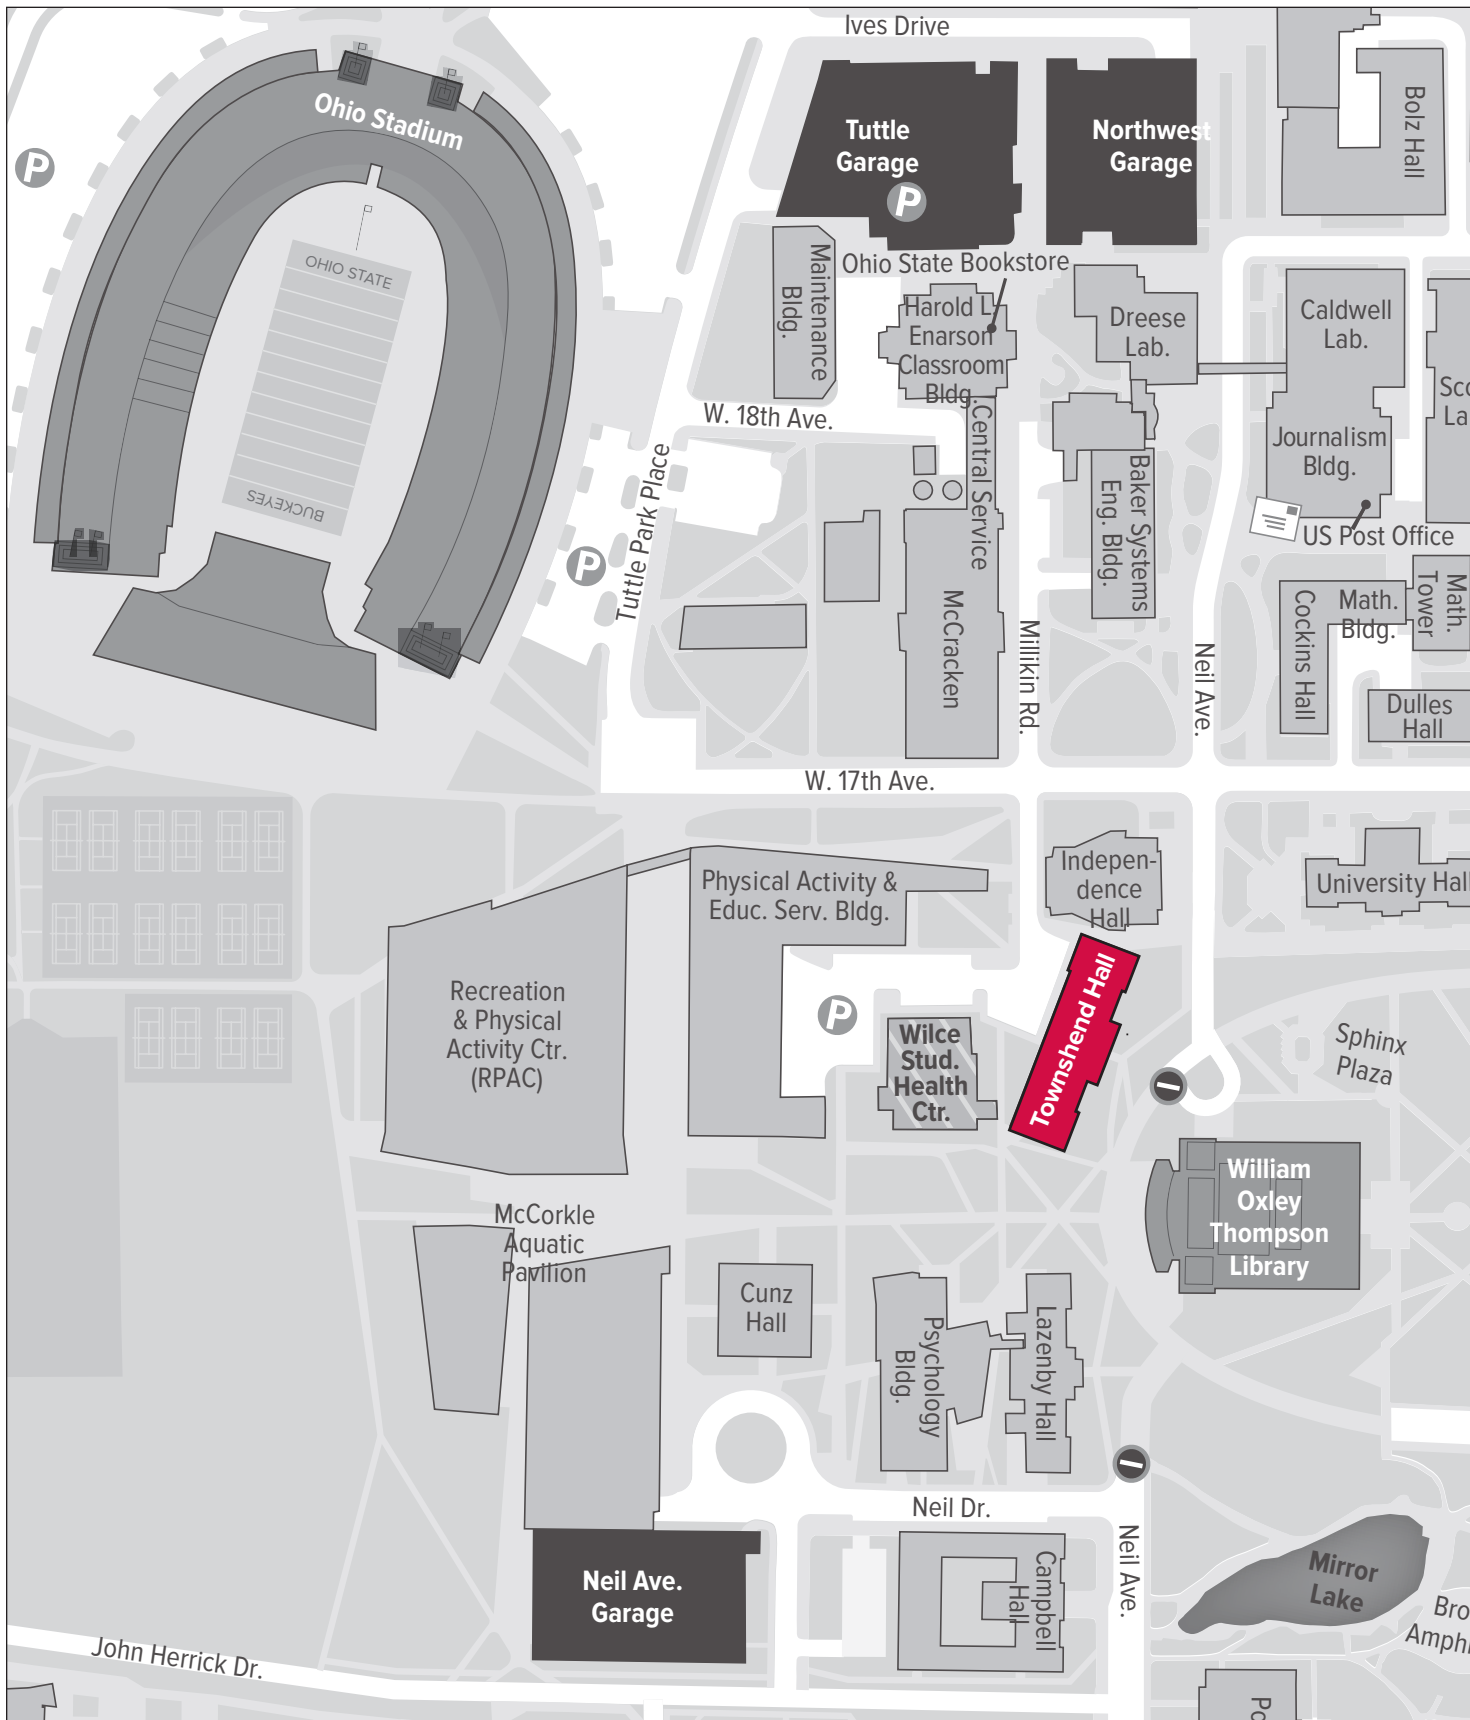 Ives Drive
Ohio Stadium
P
Tuttle
Garage
P
Northwest
Garage
Bolz Hall
OHIO STATE
BUCKEYES
Maintenance
Bldg.
Ohio State Bookstore
Harold L.
Enarson
Classroom
Bldg.
Dreese
Lab.
Caldwell
Lab.
Sco
La
W. 18th Ave.
Central Service
Journalism
Bldg.
Tuttle Park Place
P
Baker Systems
Eng. Bldg.
US Post Office
McCracken
Millikin Rd.
Neil Ave.
Cockins Hall
Math.
Bldg.
Math.
Tower
Dulles
Hall
W. 17th Ave.
Physical Activity &
Educ. Serv. Bldg.
Indepen-
dence
Hall
University Hall
Recreation
& Physical
Activity Ctr.
(RPAC)
P
Wilce
Stud.
Health
Ctr.
Townshend Hall
Sphinx
Plaza
William
Oxley
Thompson
Library
McCorkle
Aquatic
Pavilion
Cunz
Hall
Psychology
Bldg.
Lazenby Hall
Neil Dr.
Neil Ave.
Neil Ave.
Garage
Campbell
Hall
Mirror
Lake
Bro
Amph
John Herrick Dr.
Po